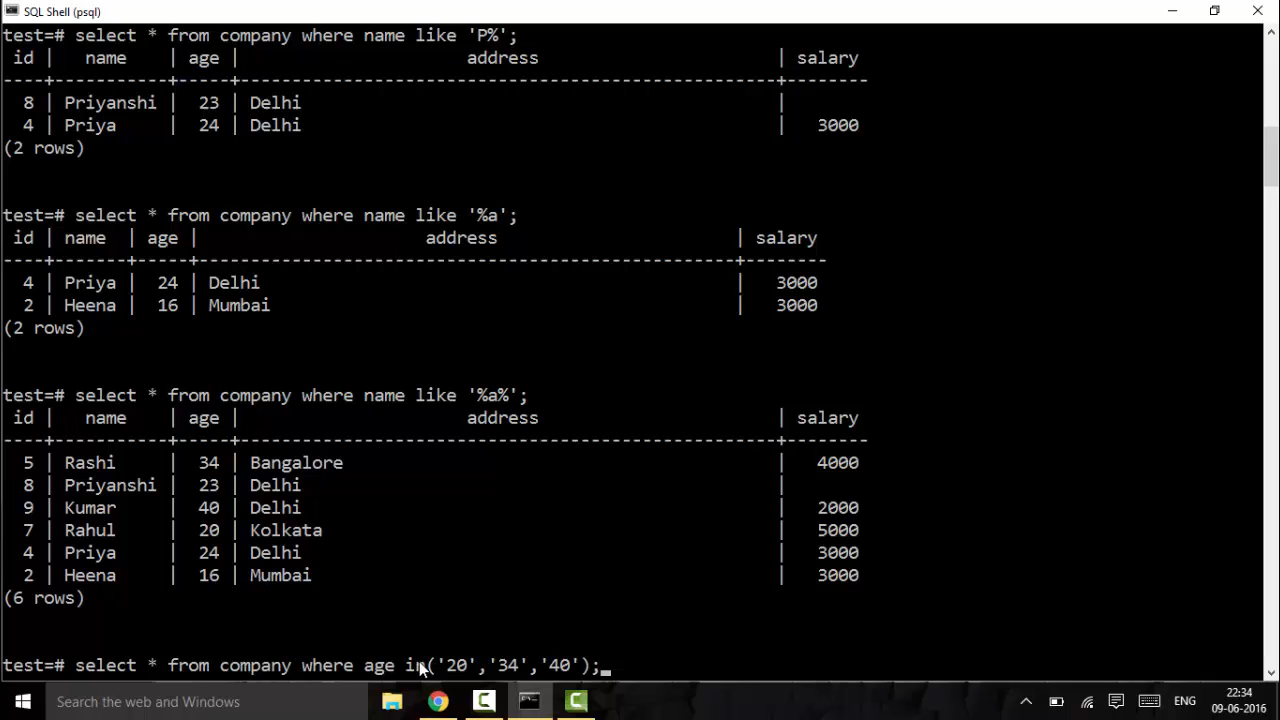 SQL Shell (psql)
test=# select * from company where name like 'P%';
 id |   name    | age |                      address                       | salary
----+-----------+-----+----------------------------------------------------+--------
  8 | Priyanshi |  23 | Delhi                                              |
  4 | Priya     |  24 | Delhi                                              |   3000
(2 rows)
test=# select * from company where name like '%a';
 id | name  | age |                      address                       | salary
----+-------+-----+----------------------------------------------------+--------
  4 | Priya |  24 | Delhi                                              |   3000
  2 | Heena |  16 | Mumbai                                             |   3000
(2 rows)
test=# select * from company where name like '%a%';
 id |   name    | age |                      address                       | salary
----+-----------+-----+----------------------------------------------------+--------
  5 | Rashi     |  34 | Bangalore                                          |   4000
  8 | Priyanshi |  23 | Delhi                                              |
  9 | Kumar     |  40 | Delhi                                              |   2000
  7 | Rahul     |  20 | Kolkata                                            |   5000
  4 | Priya     |  24 | Delhi                                              |   3000
  2 | Heena     |  16 | Mumbai                                             |   3000
(6 rows)
test=# select * from company where age in('20','34','40');_
Search the web and Windows
ENG
22:34
09-06-2016